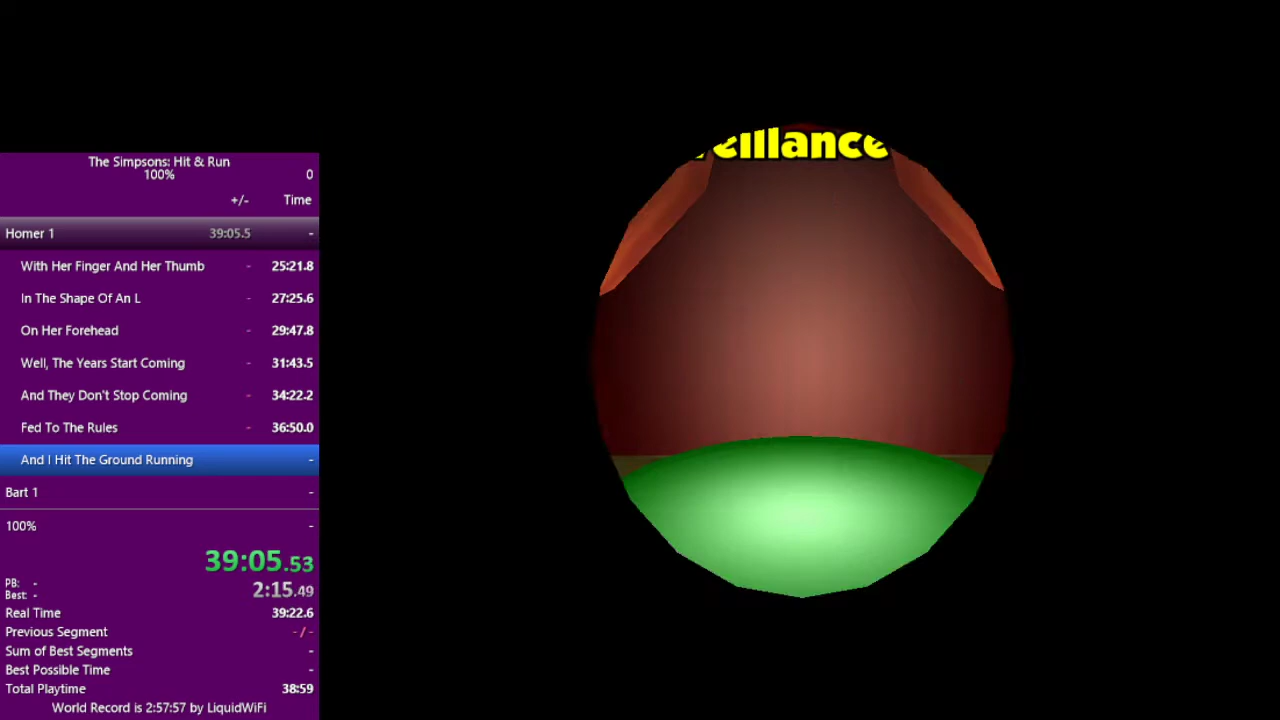 The Simpsons: Hit & Run
100% 0
+/- Time
Homer 1 39:05.5 -
With Her Finger And Her Thumb - 25:21.8
In The Shape Of An L - 27:25.6
On Her Forehead - 29:47.8
Well, The Years Start Coming - 31:43.5
And They Don't Stop Coming - 34:22.2
Fed To The Rules - 36:50.0
And I Hit The Ground Running -
Bart 1 -
100% -
39:05.53
PB: -
Best: - 2:15.49
Real Time 39:22.6
Previous Segment - / -
Sum of Best Segments -
Best Possible Time -
Total Playtime 38:59
World Record is 2:57:57 by LiquidWiFi
eillance